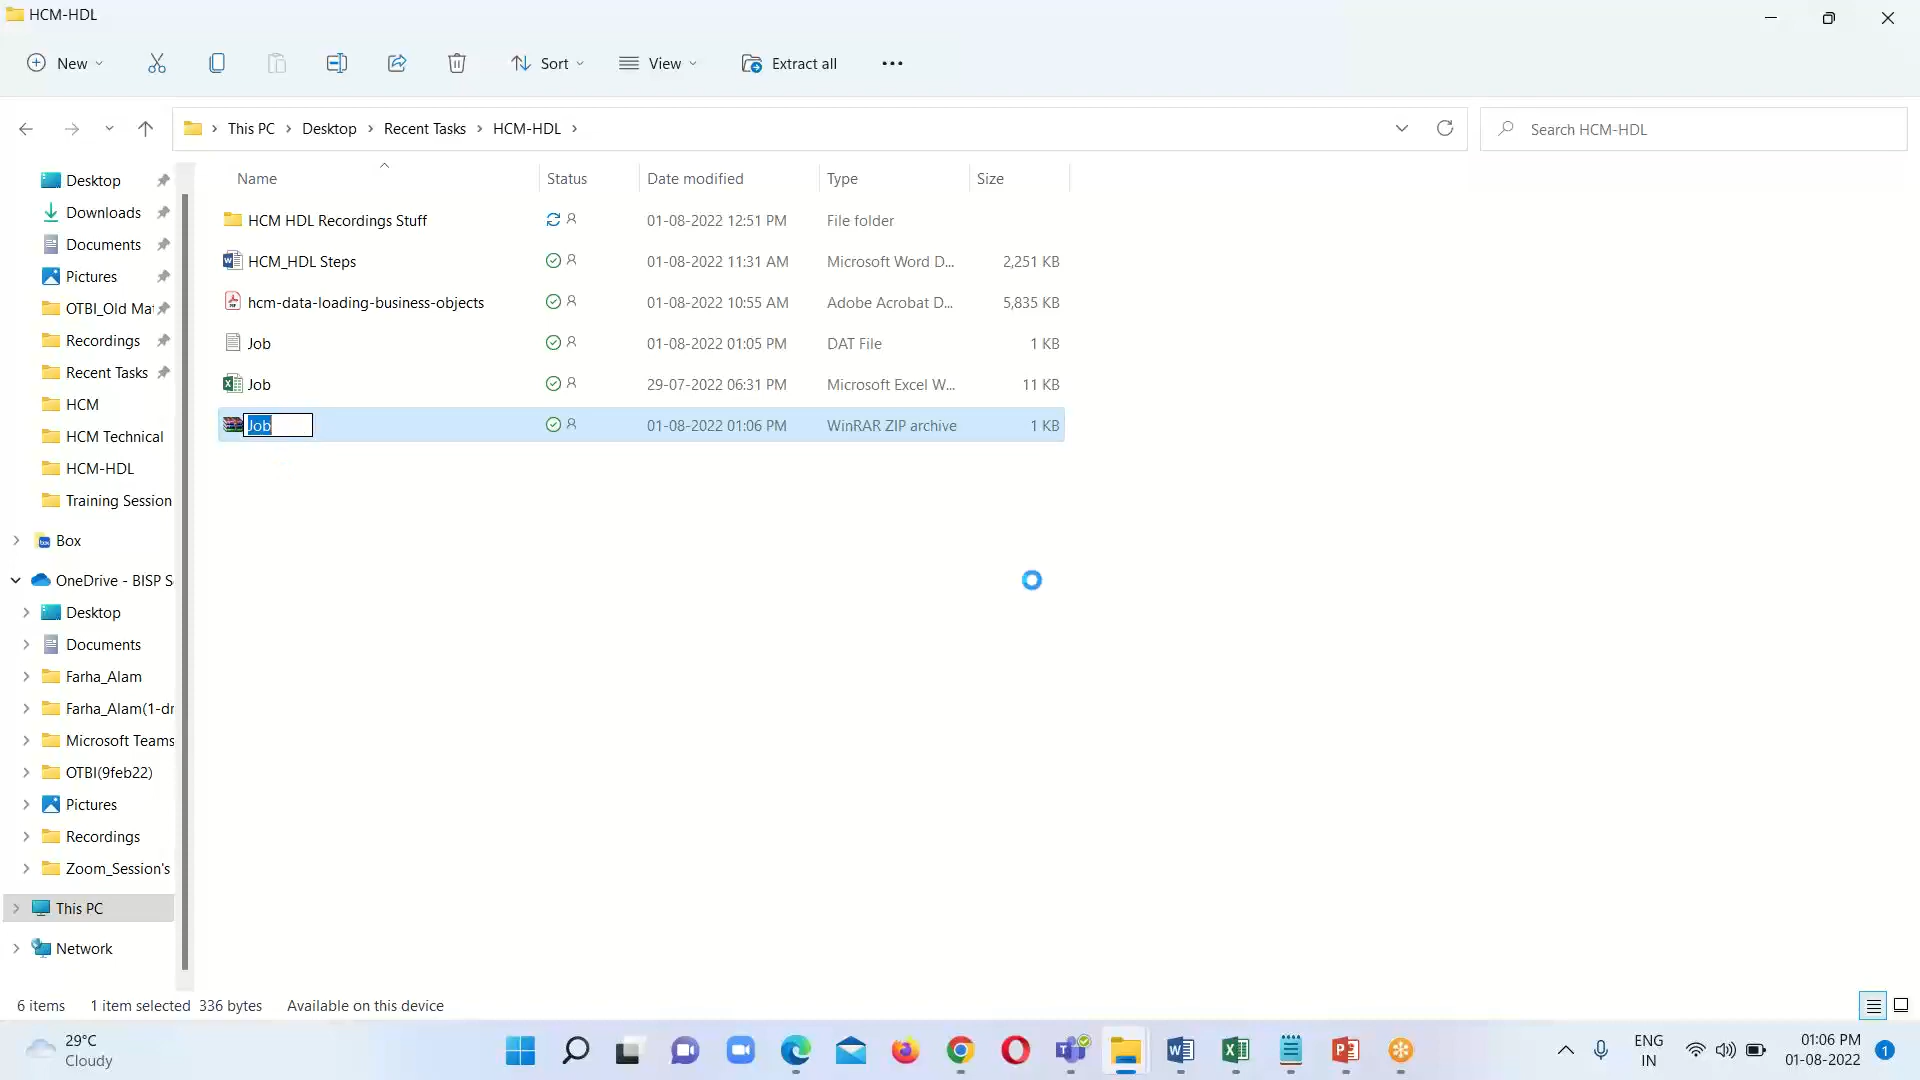 HCM-HDL
New
Sort
View
Extract all
This PC
Desktop
Recent Tasks
HCM-HDL
Search HCM-HDL
Name
Status
Date modified
Type
Size
HCM HDL Recordings Stuff
01-08-2022 12:51 PM
File folder
HCM_HDL Steps
01-08-2022 11:31 AM
Microsoft Word D...
2,251 KB
hcm-data-loading-business-objects
01-08-2022 10:55 AM
Adobe Acrobat D...
5,835 KB
Job
01-08-2022 01:05 PM
DAT File
1 KB
Job
29-07-2022 06:31 PM
Microsoft Excel W...
11 KB
Job
01-08-2022 01:06 PM
WinRAR ZIP archive
1 KB
Desktop
Downloads
Documents
Pictures
OTBI_Old Mat
Recordings
Recent Tasks
HCM
HCM Technical
HCM-HDL
Training Session
Box
OneDrive - BISP S
Desktop
Documents
Farha_Alam
Farha_Alam(1-dr
Microsoft Teams
OTBI(9feb22)
Pictures
Recordings
Zoom_Session's
This PC
Network
6 items
1 item selected 336 bytes
Available on this device
29°C
Cloudy
ENG
IN
01:06 PM
01-08-2022
1